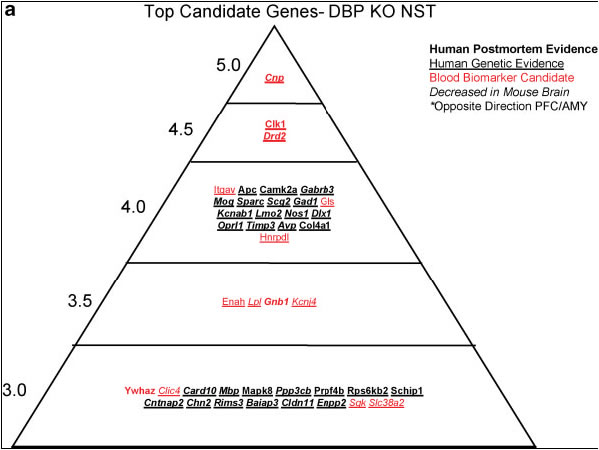 a
Top Candidate Genes- DBP KO NST
Human Postmortem Evidence
Human Genetic Evidence
Blood Biomarker Candidate
Decreased in Mouse Brain
*Opposite Direction PFC/AMY
5.0
Cnp
4.5
Clk1
Drd2
4.0
Itgav Apc Camk2a Gabrb3
Mog Sparc Scg2 Gad1 Gls
Kcnab1 Lmo2 Nos1 Dlx1
Oprl1 Timp3 Avp Col4a1
Hnrpdl
3.5
Enah Lpl Gnb1 Kcnj4
3.0
Ywhaz Clic4 Card10 Mbp Mapk8 Ppp3cb Prpf4b Rps6kb2 Schip1
Cntnap2 Chn2 Rims3 Baiap3 Cldn11 Enpp2 Sgk Slc38a2